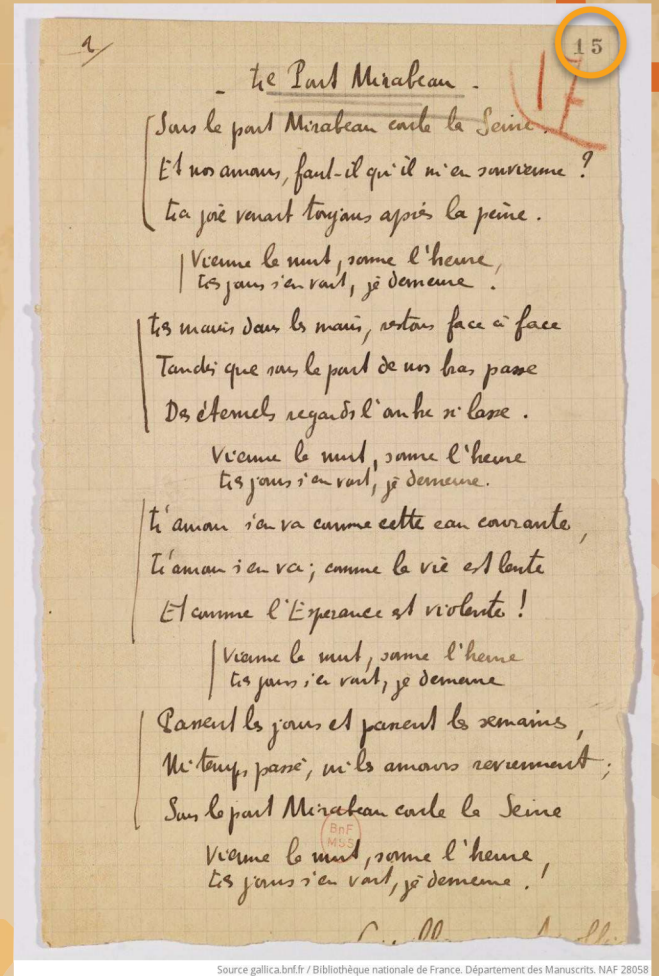 1/
15
17
- Le Pont Mirabeau -
Sous le pont Mirabeau coule la Seine.
Et nos amours, faut-il qu'il m'en souvienne ?
La joie venait toujours après la peine.
Vienne la nuit, sonne l'heure,
Les jours s'en vont, je demeure.
Les mains dans les mains, restons face à face
Tandis que sous le pont de nos bras passe
Des éternels regards l'onde si lasse.
Vienne la nuit, sonne l'heure
Les jours s'en vont, je demeure.
L'amour s'en va comme cette eau courante,
L'amour s'en va ; comme la vie est lente
Et comme l'Espérance est violente !
Vienne la nuit, sonne l'heure
Les jours s'en vont, je demeure
Passent les jours et passent les semaines,
Ni temps passé, ni les amours reviennent ;
Sous le pont Mirabeau coule la Seine
BnF
MSS
Vienne la nuit, sonne l'heure,
Les jours s'en vont, je demeure.!
Source gallica.bnf.fr / Bibliothèque nationale de France. Département des Manuscrits. NAF 28058